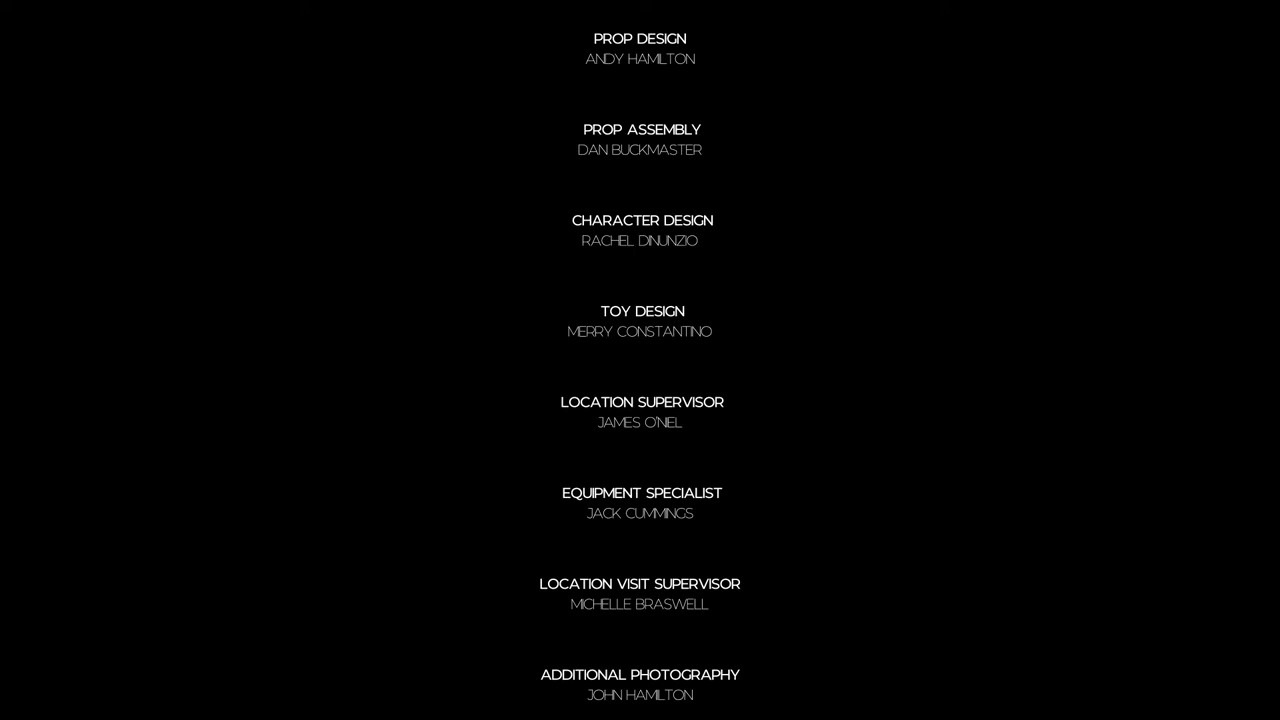 PROP DESIGN
ANDY HAMILTON
PROP ASSEMBLY
DAN BUCKMASTER
CHARACTER DESIGN
RACHEL DINUNZIO
TOY DESIGN
MERRY CONSTANTINO
LOCATION SUPERVISOR
JAMES O'NIEL
EQUIPMENT SPECIALIST
JACK CUMMINGS
LOCATION VISIT SUPERVISOR
MICHELLE BRASWELL
ADDITIONAL PHOTOGRAPHY
JOHN HAMILTON